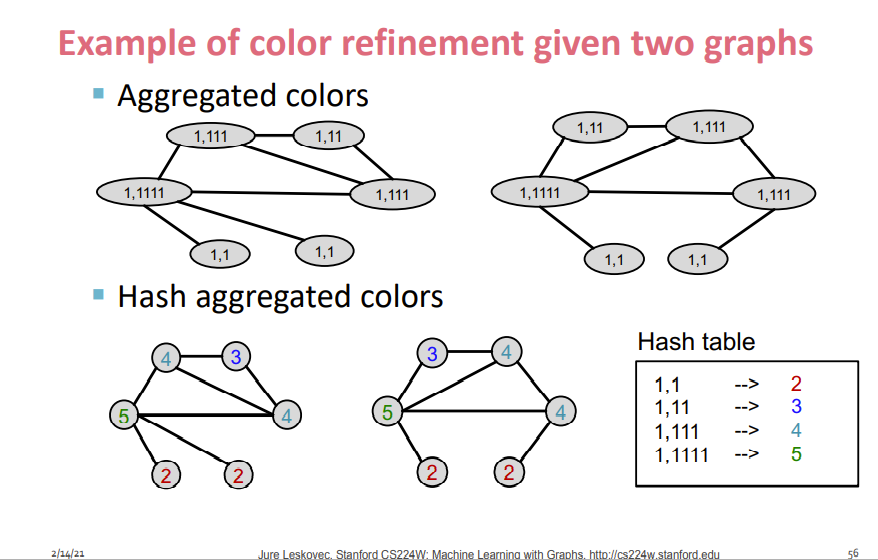 Example of color refinement given two graphs
Aggregated colors
1,111 1,11
1,1111 1,111
1,1 1,1
1,11 1,111
1,1111 1,111
1,1 1,1
Hash aggregated colors
4 3
5 4
2 2
3 4
5 4
2 2
Hash table
1,1 --> 2
1,11 --> 3
1,111 --> 4
1,1111 --> 5
2/14/21
Jure Leskovec, Stanford CS224W: Machine Learning with Graphs, http://cs224w.stanford.edu
56